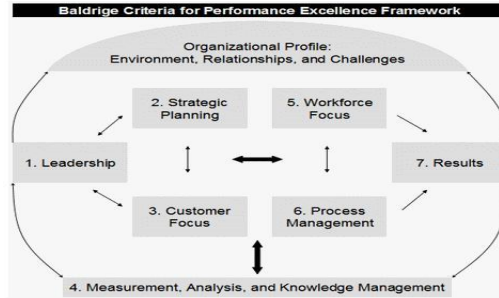 Baldrige Criteria for Performance Excellence Framework
Organizational Profile:
Environment, Relationships, and Challenges
2. Strategic
Planning
5. Workforce
Focus
1. Leadership
7. Results
3. Customer
Focus
6. Process
Management
4. Measurement, Analysis, and Knowledge Management